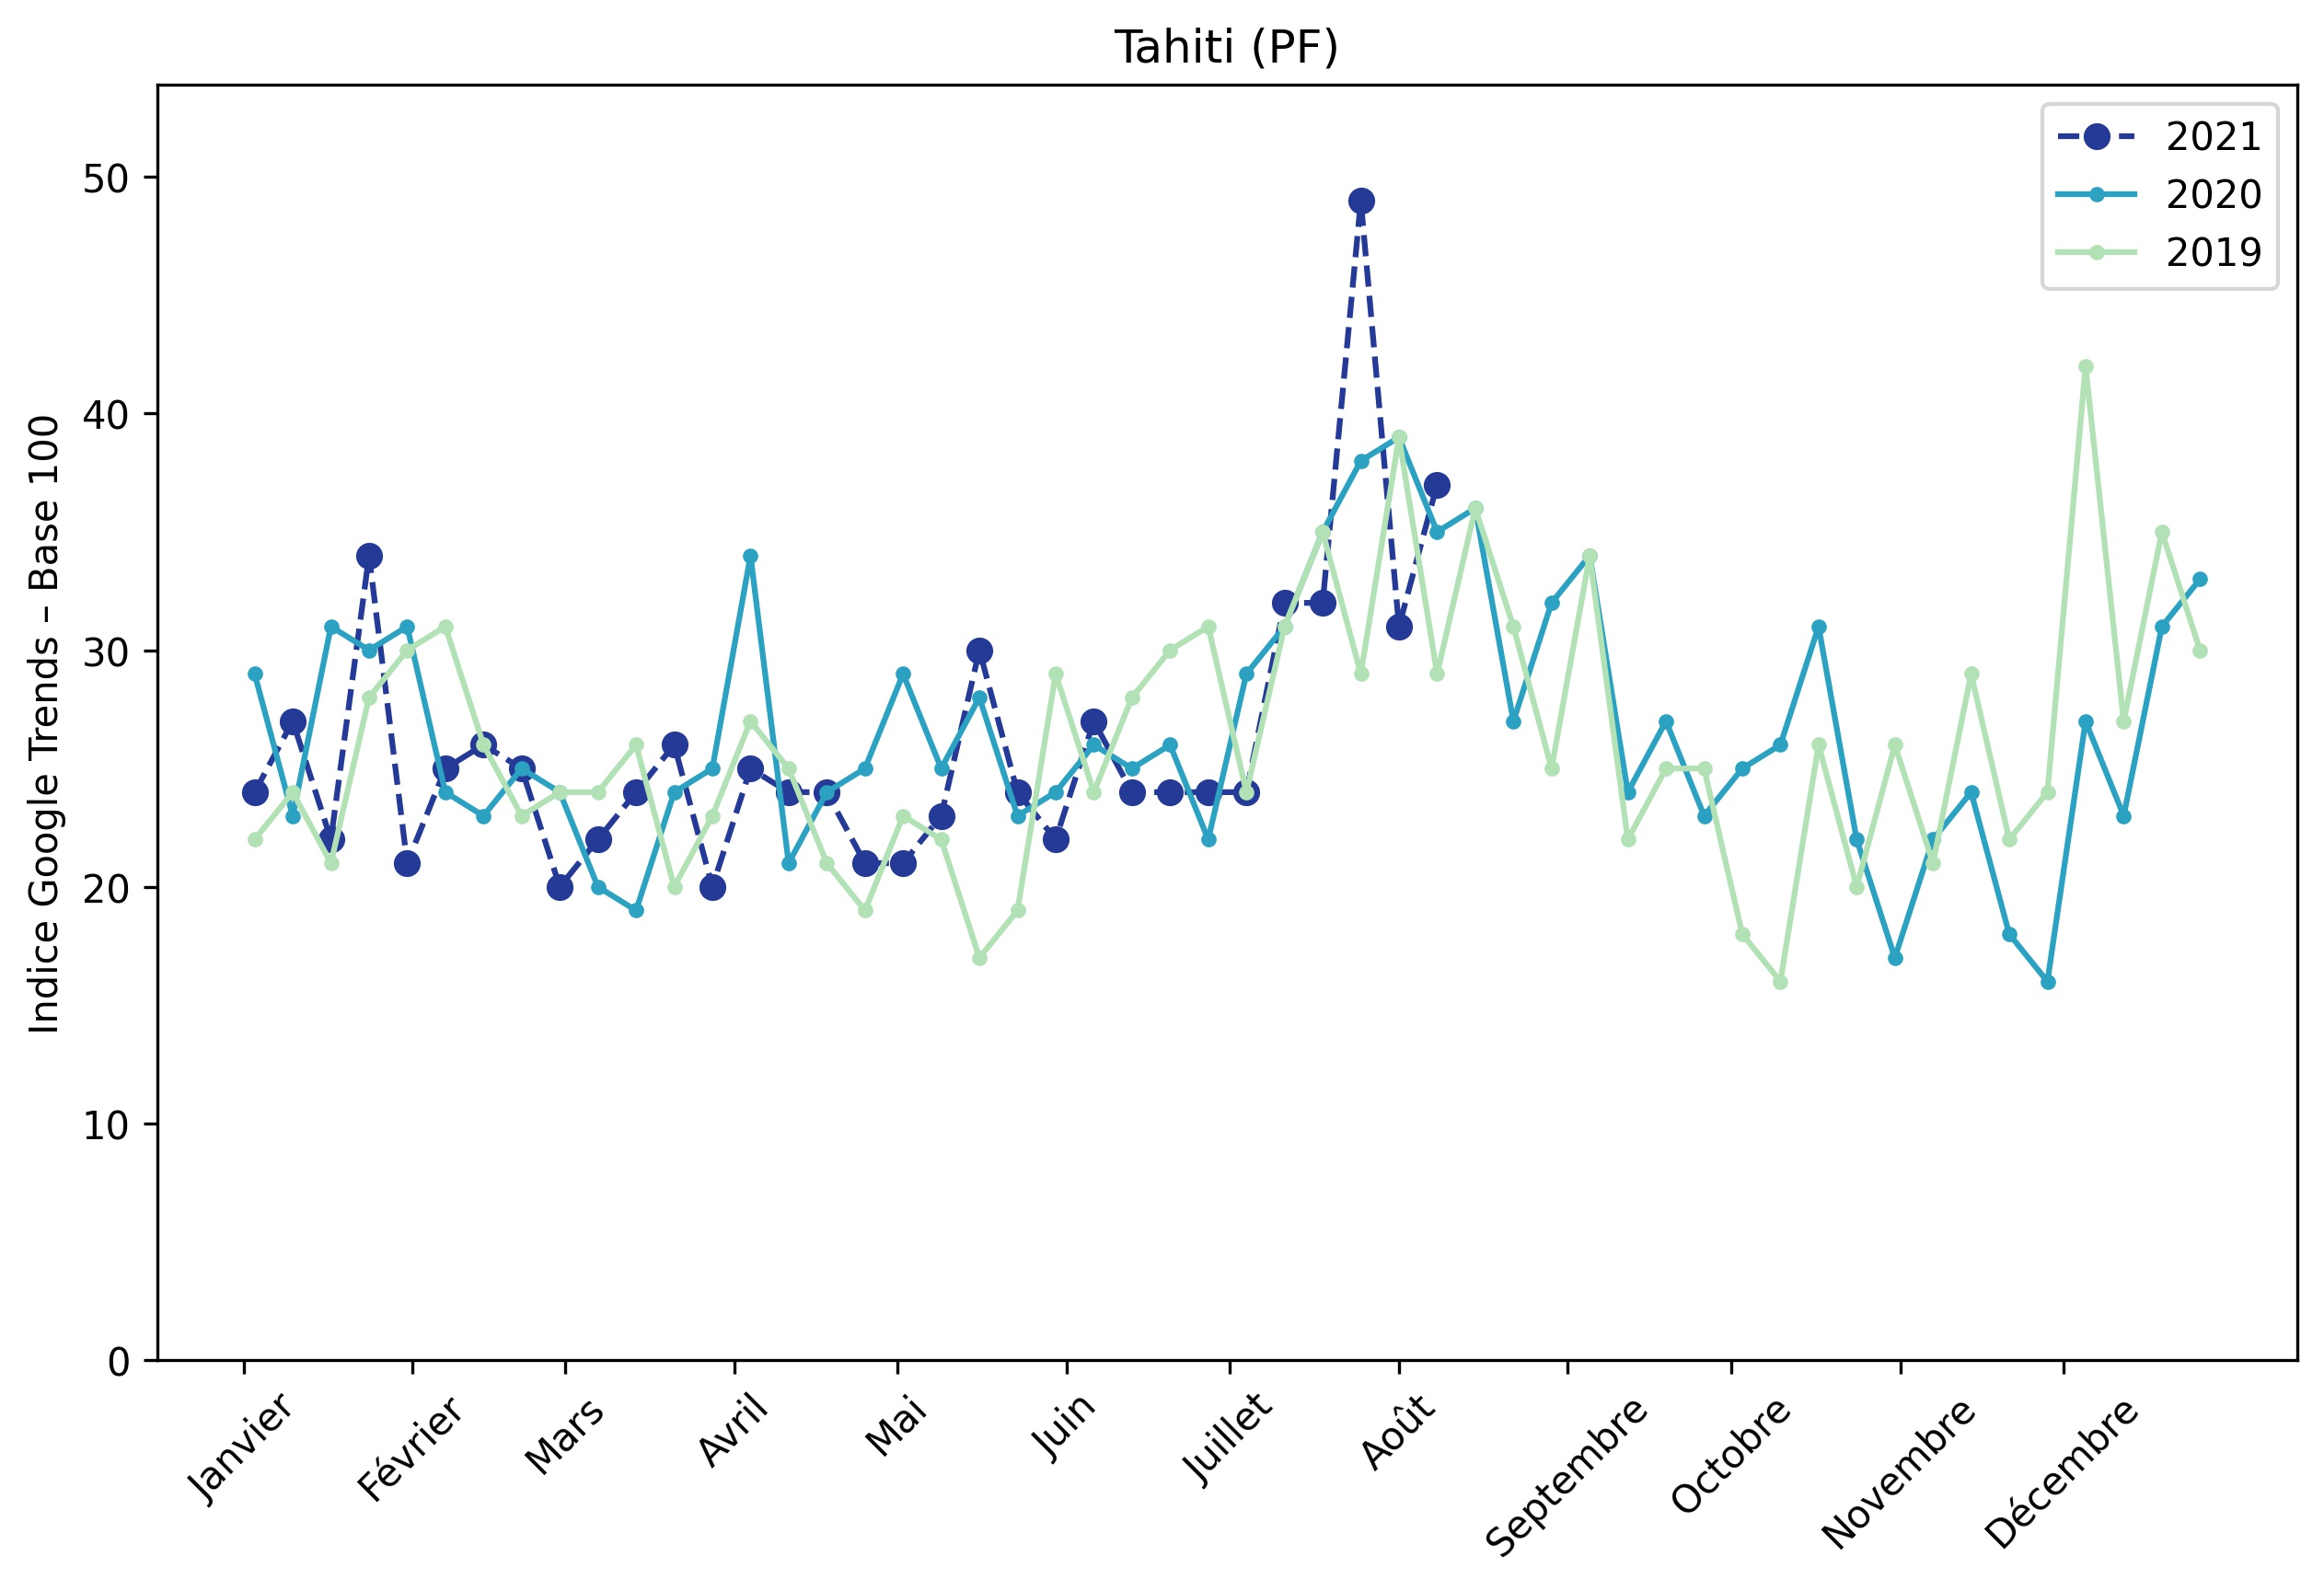 Tahiti (PF)
Indice Google Trends – Base 100
50
40
30
20
10
0
2021
2020
2019
Janvier
Février
Mars
Avril
Mai
Juin
Juillet
Août
Septembre
Octobre
Novembre
Décembre